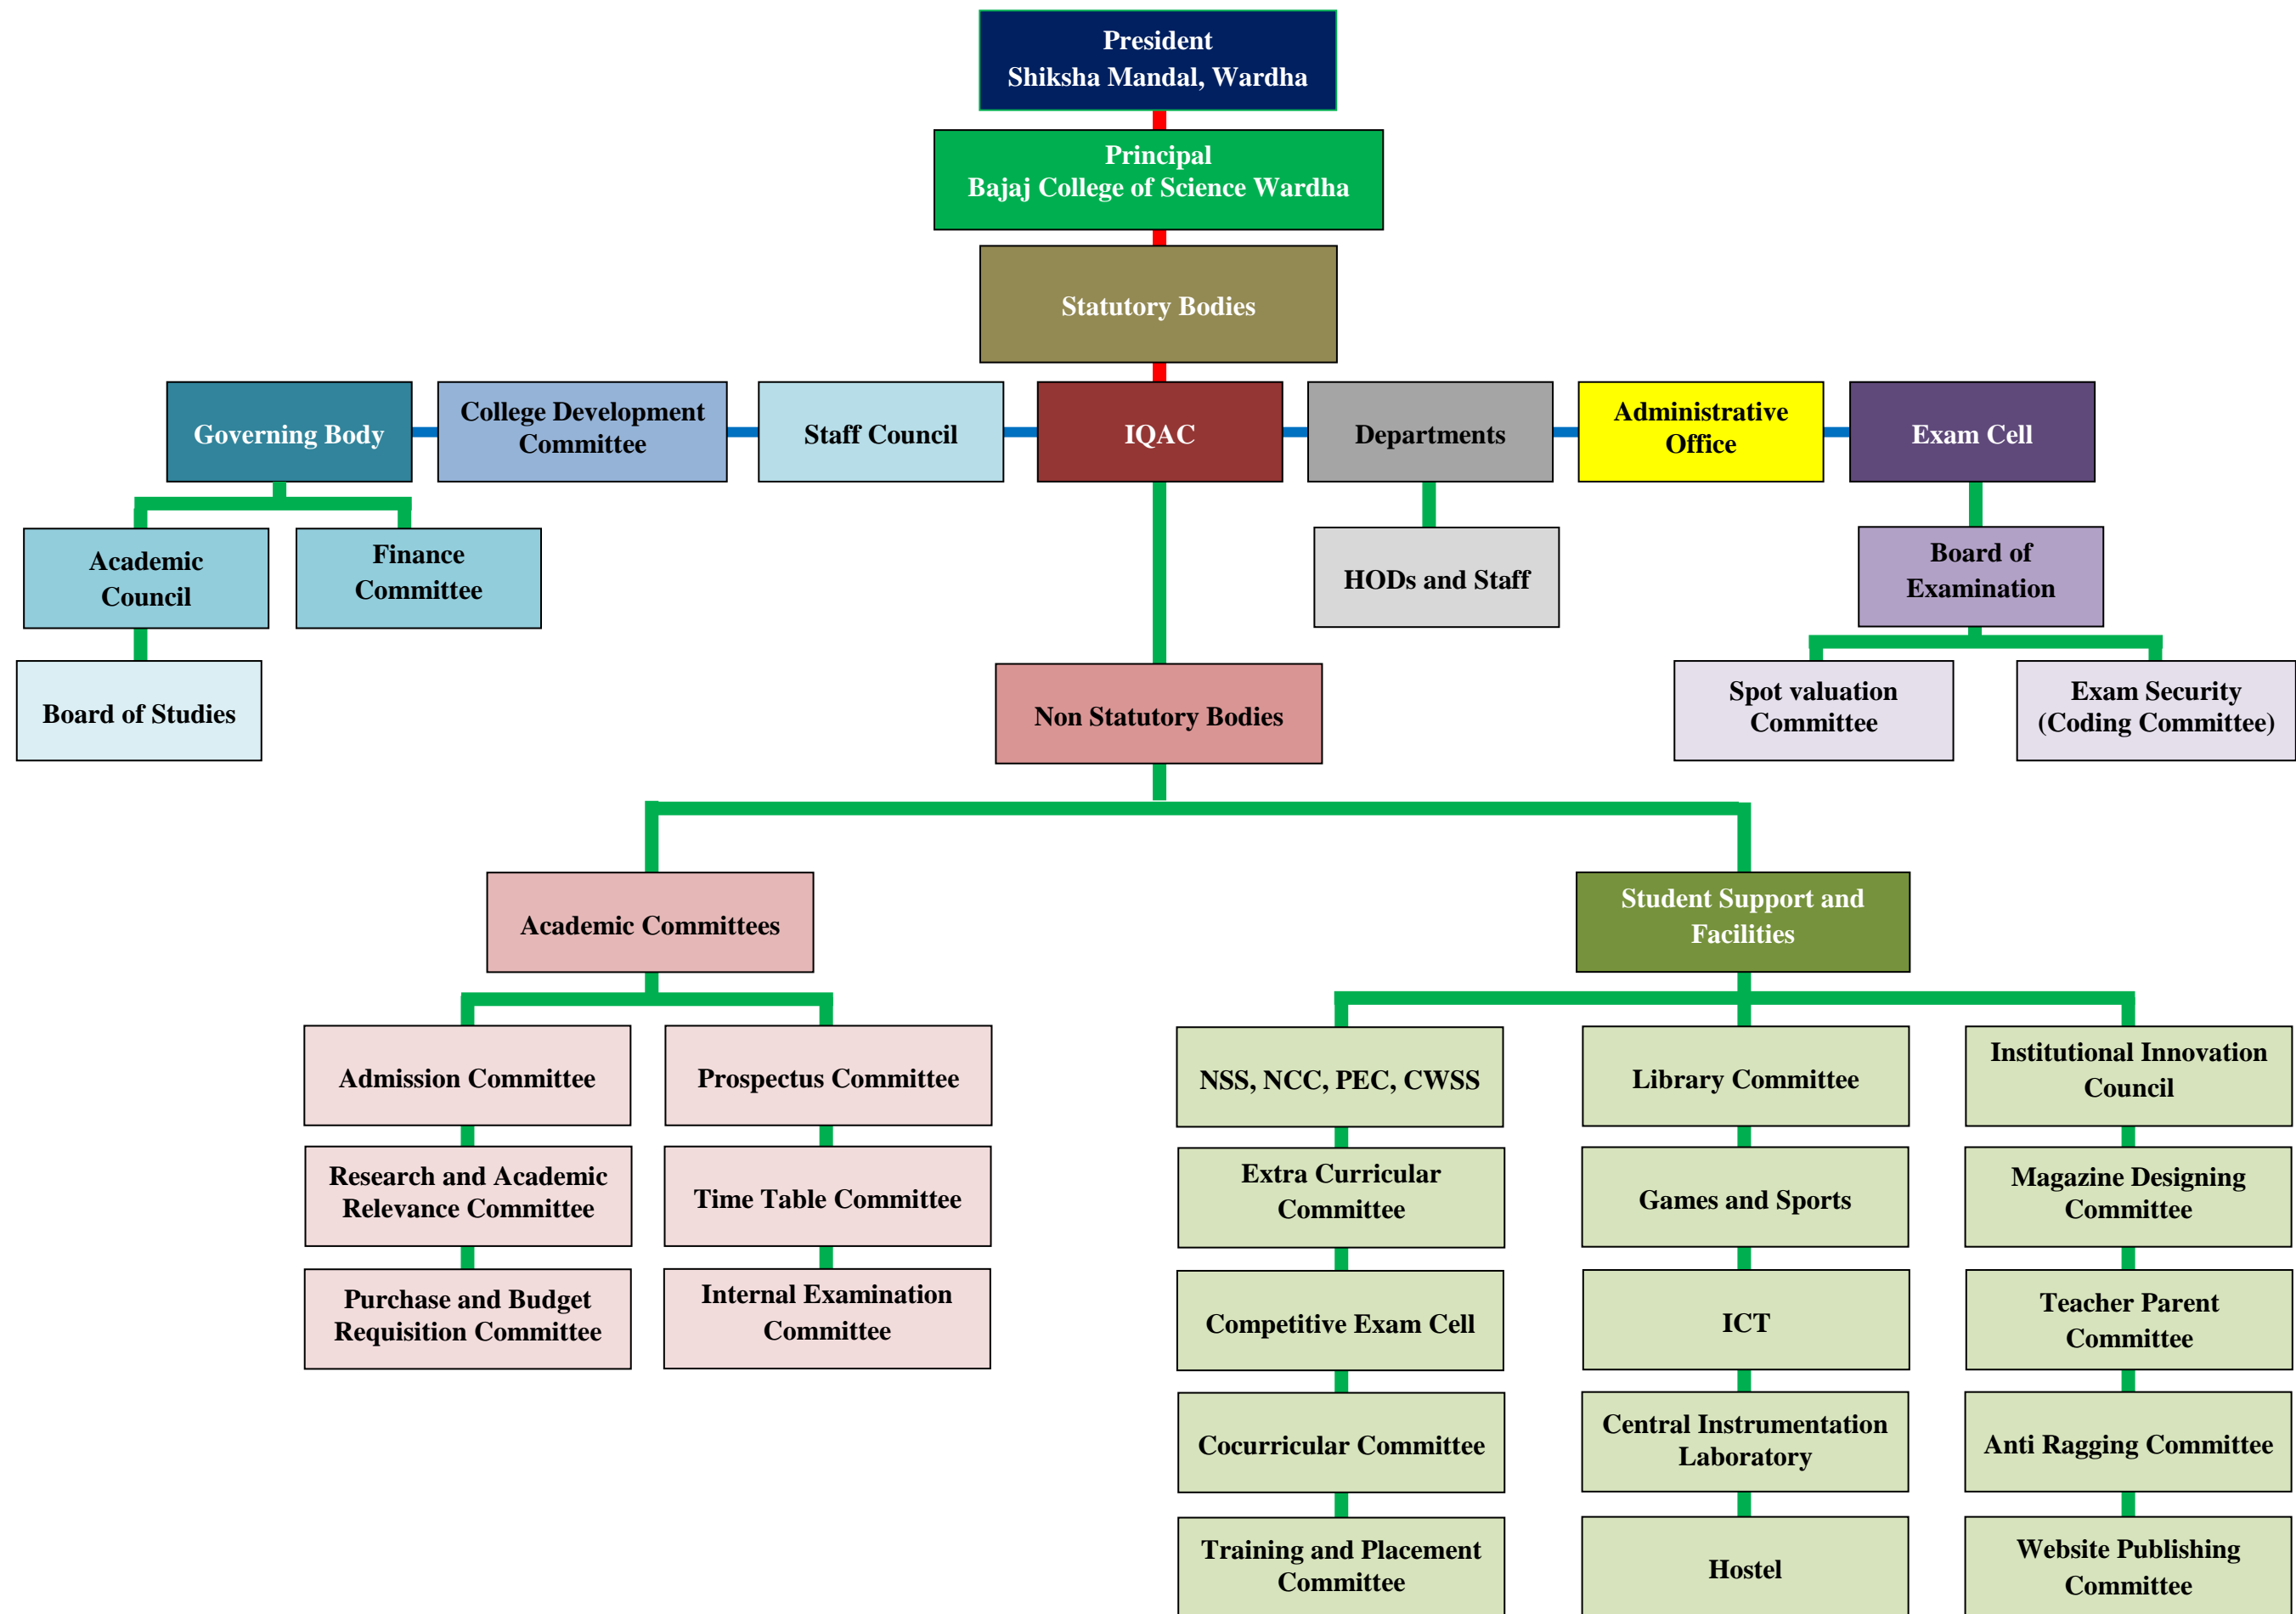 President
Shiksha Mandal, Wardha
Principal
Bajaj College of Science Wardha
Statutory Bodies
Governing Body
College Development
Committee
Staff Council
IQAC
Departments
Administrative
Office
Exam Cell
Academic
Council
Finance
Committee
HODs and Staff
Board of
Examination
Board of Studies
Non Statutory Bodies
Spot valuation
Committee
Exam Security
(Coding Committee)
Academic Committees
Student Support and
Facilities
Admission Committee
Prospectus Committee
NSS, NCC, PEC, CWSS
Library Committee
Institutional Innovation
Council
Research and Academic
Relevance Committee
Time Table Committee
Extra Curricular
Committee
Games and Sports
Magazine Designing
Committee
Purchase and Budget
Requisition Committee
Internal Examination
Committee
Competitive Exam Cell
ICT
Teacher Parent
Committee
Cocurricular Committee
Central Instrumentation
Laboratory
Anti Ragging Committee
Training and Placement
Committee
Hostel
Website Publishing
Committee